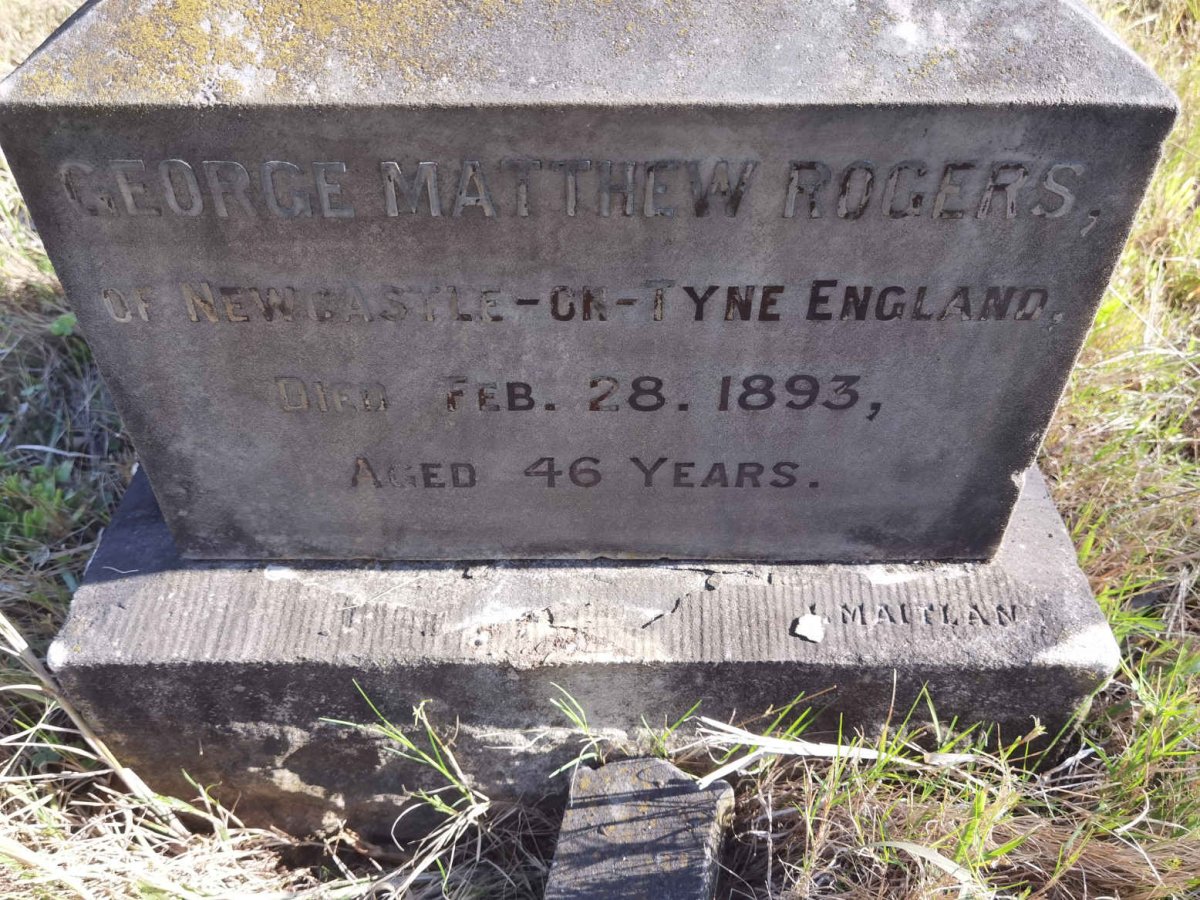 GEORGE MATTHEW ROGERS,
OF NEWCASTLE-ON-TYNE ENGLAND,
DIED FEB. 28. 1893,
AGED 46 YEARS.
MAITLAN